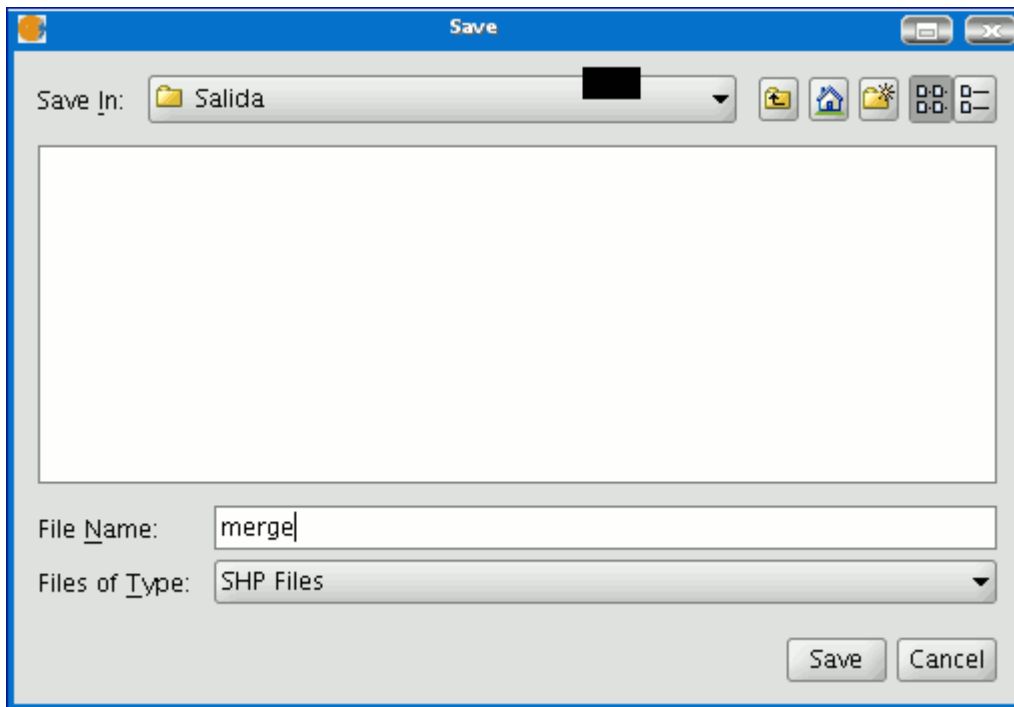 Save
Save In: Salida
File Name: merge
Files of Type: SHP Files
Save Cancel